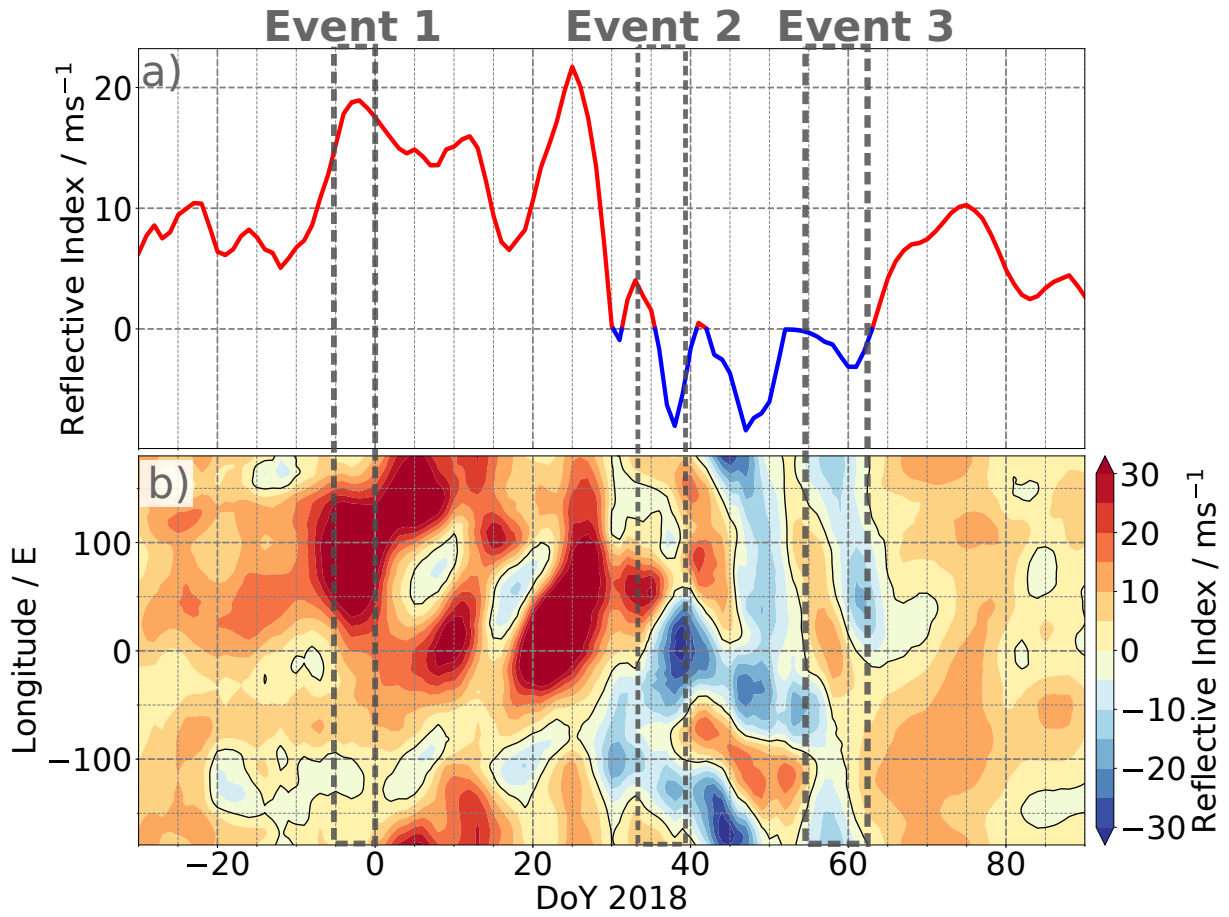 Event 1 Event 2 Event 3
a)
20
10
0
Reflective Index / ms⁻¹
b)
100
0
−100
Longitude / E
−20 0 20 40 60 80
DoY 2018
30
20
10
0
−10
−20
−30
Reflective Index / ms⁻¹